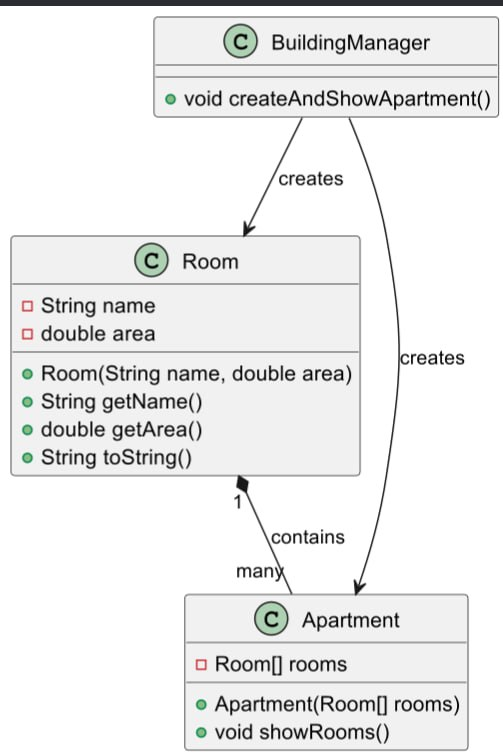 C BuildingManager
void createAndShowApartment()
creates
C Room
String name
double area
Room(String name, double area)
String getName()
double getArea()
String toString()
creates
1
contains
many
C Apartment
Room[] rooms
Apartment(Room[] rooms)
void showRooms()